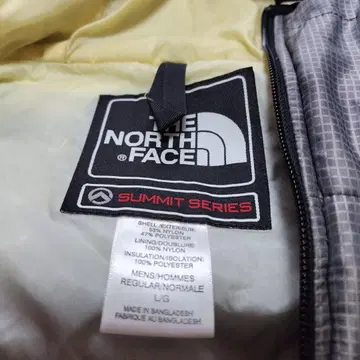 THE
NORTH
FACE
®
SUMMIT SERIES
SHELL/EXTERIEUR:
53% NYLON
47% POLYESTER
LINING/DOUBLURE:
100% NYLON
INSULATION(ISOLATION):
100% POLYESTER
MENS/HOMMES
REGULAR/NORMALE
L/G
MADE IN BANGLADESH
FABRIQUÉ AU BANGLADESH